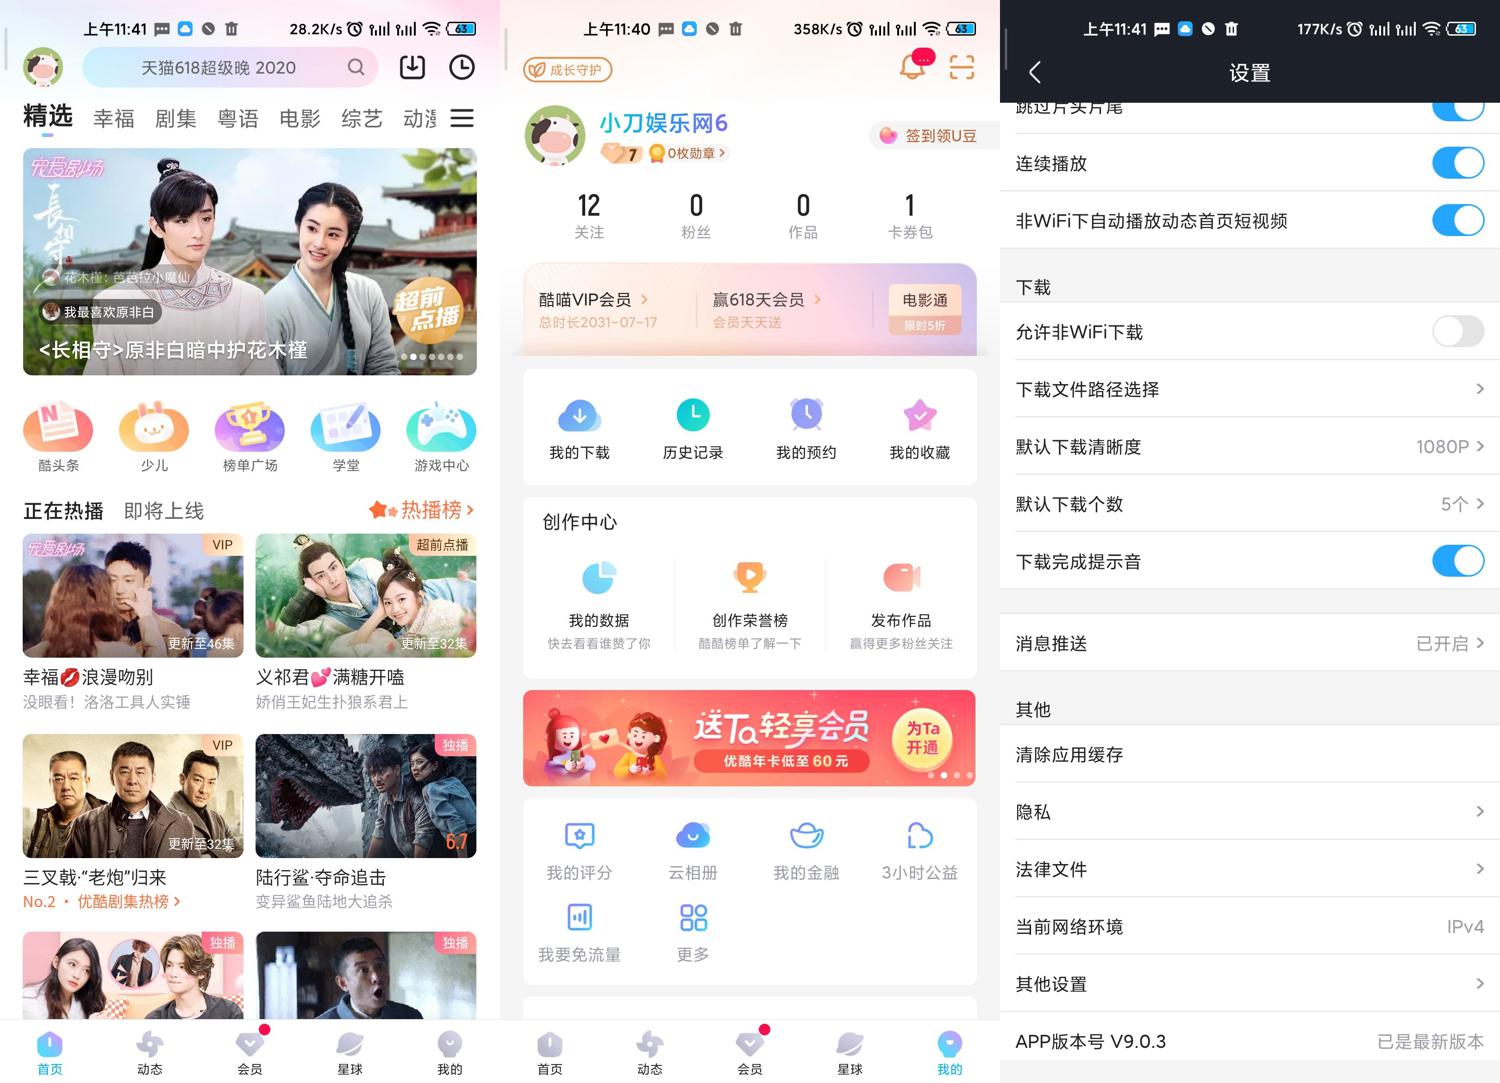 上午11:41
28.2K/s
63
天猫618超级晚 2020
精选
幸福
剧集
粤语
电影
综艺
动漫
宠爱剧场
長相守
花木槿：芭芭拉小魔仙
我最喜欢原非白
超前
点播
<长相守>原非白暗中护花木槿
酷头条
少儿
榜单广场
学堂
游戏中心
正在热播
即将上线
热播榜
宠爱剧场
VIP
更新至46集
超前点播
更新至32集
幸福💋浪漫吻别
没眼看！洛洛工具人实锤
义祁君💕满糖开嗑
娇俏王妃生扑狼系君上
VIP
更新至32集
独播
6.7
三叉戟·“老炮”归来
No.2 · 优酷剧集热榜
陆行鲨·夺命追击
变异鲨鱼陆地大追杀
独播
独播
首页
动态
会员
星球
我的
上午11:40
358K/s
63
成长守护
...
小刀娱乐网6
7
0枚勋章
签到领U豆
12
关注
0
粉丝
0
作品
1
卡券包
酷喵VIP会员
总时长2031-07-17
赢618天会员
会员天天送
电影通
限时5折
我的下载
历史记录
我的预约
我的收藏
创作中心
我的数据
快去看看谁赞了你
创作荣誉榜
酷酷榜单了解一下
发布作品
赢得更多粉丝关注
送Ta轻享会员
优酷年卡低至60元
为Ta
开通
我的评分
云相册
我的金融
3小时公益
我要免流量
更多
首页
动态
会员
星球
我的
上午11:41
177K/s
63
设置
跳过片头片尾
连续播放
非WiFi下自动播放动态首页短视频
下载
允许非WiFi下载
下载文件路径选择
默认下载清晰度
1080P
默认下载个数
5个
下载完成提示音
消息推送
已开启
其他
清除应用缓存
隐私
法律文件
当前网络环境
IPv4
其他设置
APP版本号 V9.0.3
已是最新版本